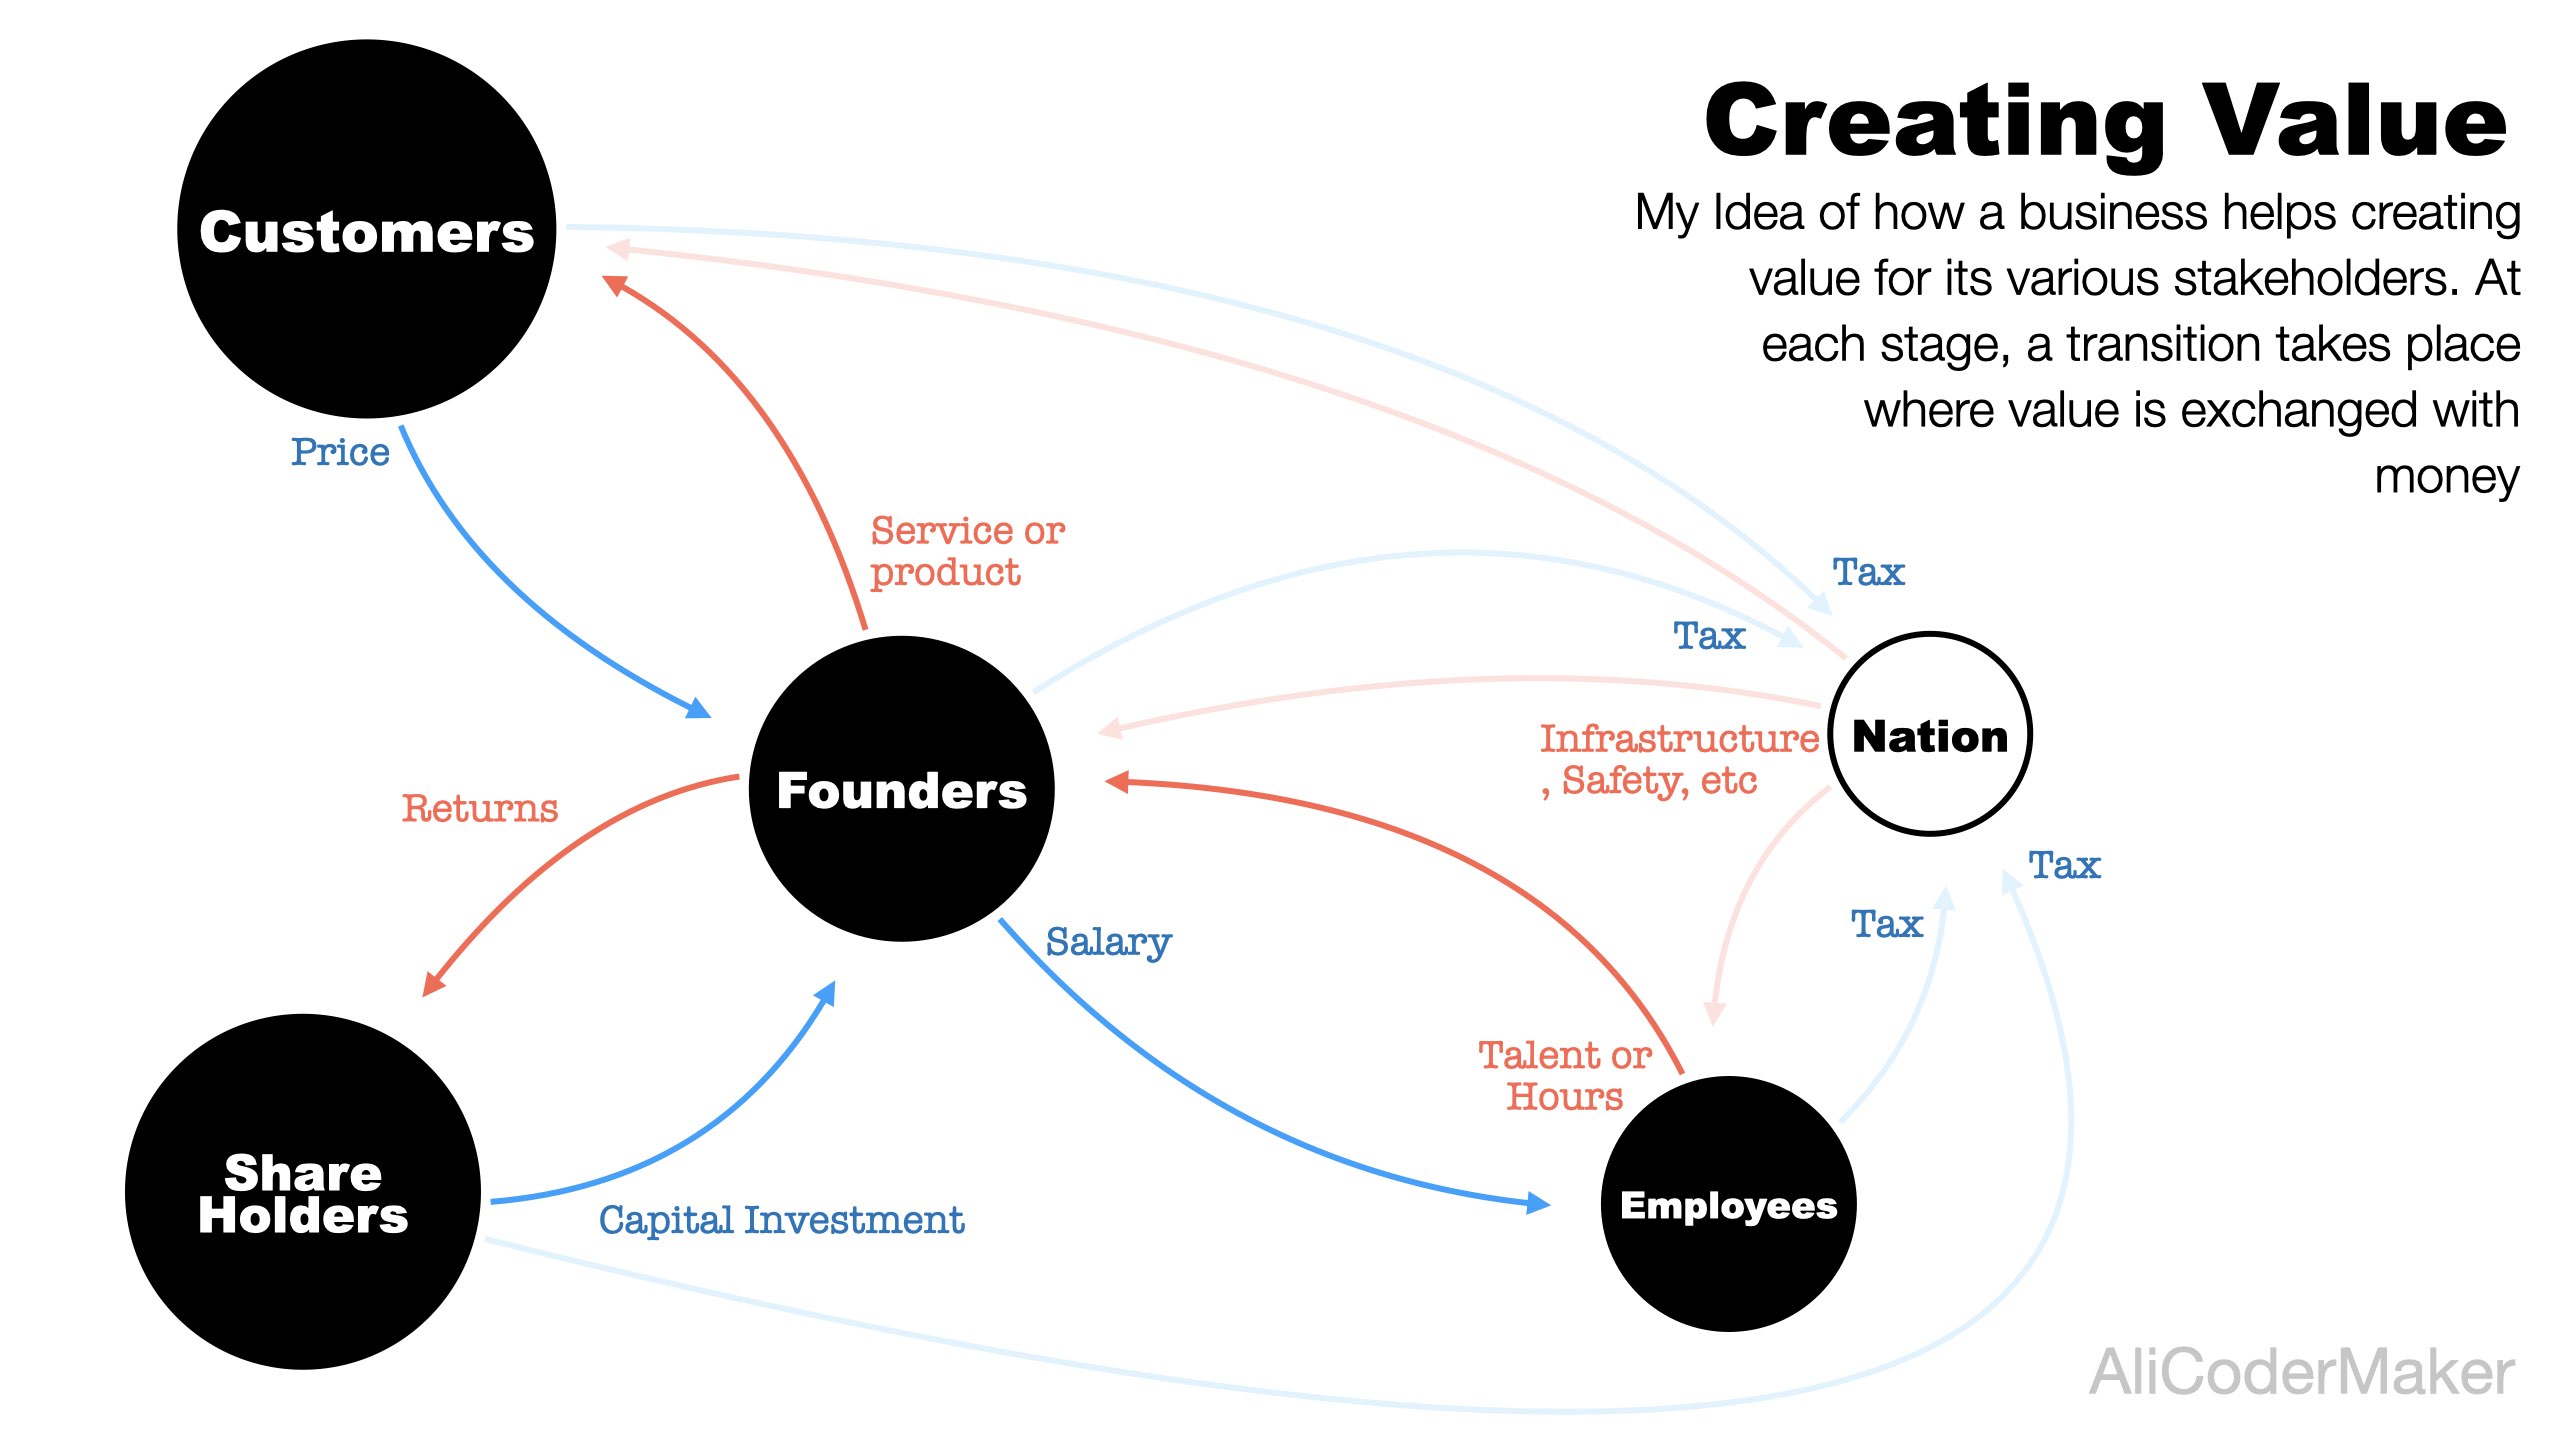 Creating Value
My Idea of how a business helps creating
value for its various stakeholders. At
each stage, a transition takes place
where value is exchanged with
money
Customers
Price
Service or
product
Tax
Tax
Nation
Infrastructure
, Safety, etc
Founders
Returns
Tax
Tax
Salary
Talent or
Hours
Share
Holders
Capital Investment
Employees
AliCoderMaker